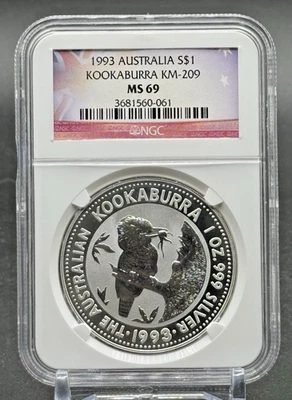 1993 AUSTRALIA S$1
KOOKABURRA KM-209
MS 69
3681560-061
NGC
THE AUSTRALIAN KOOKABURRA 1 OZ. 999 SILVER
·1993·